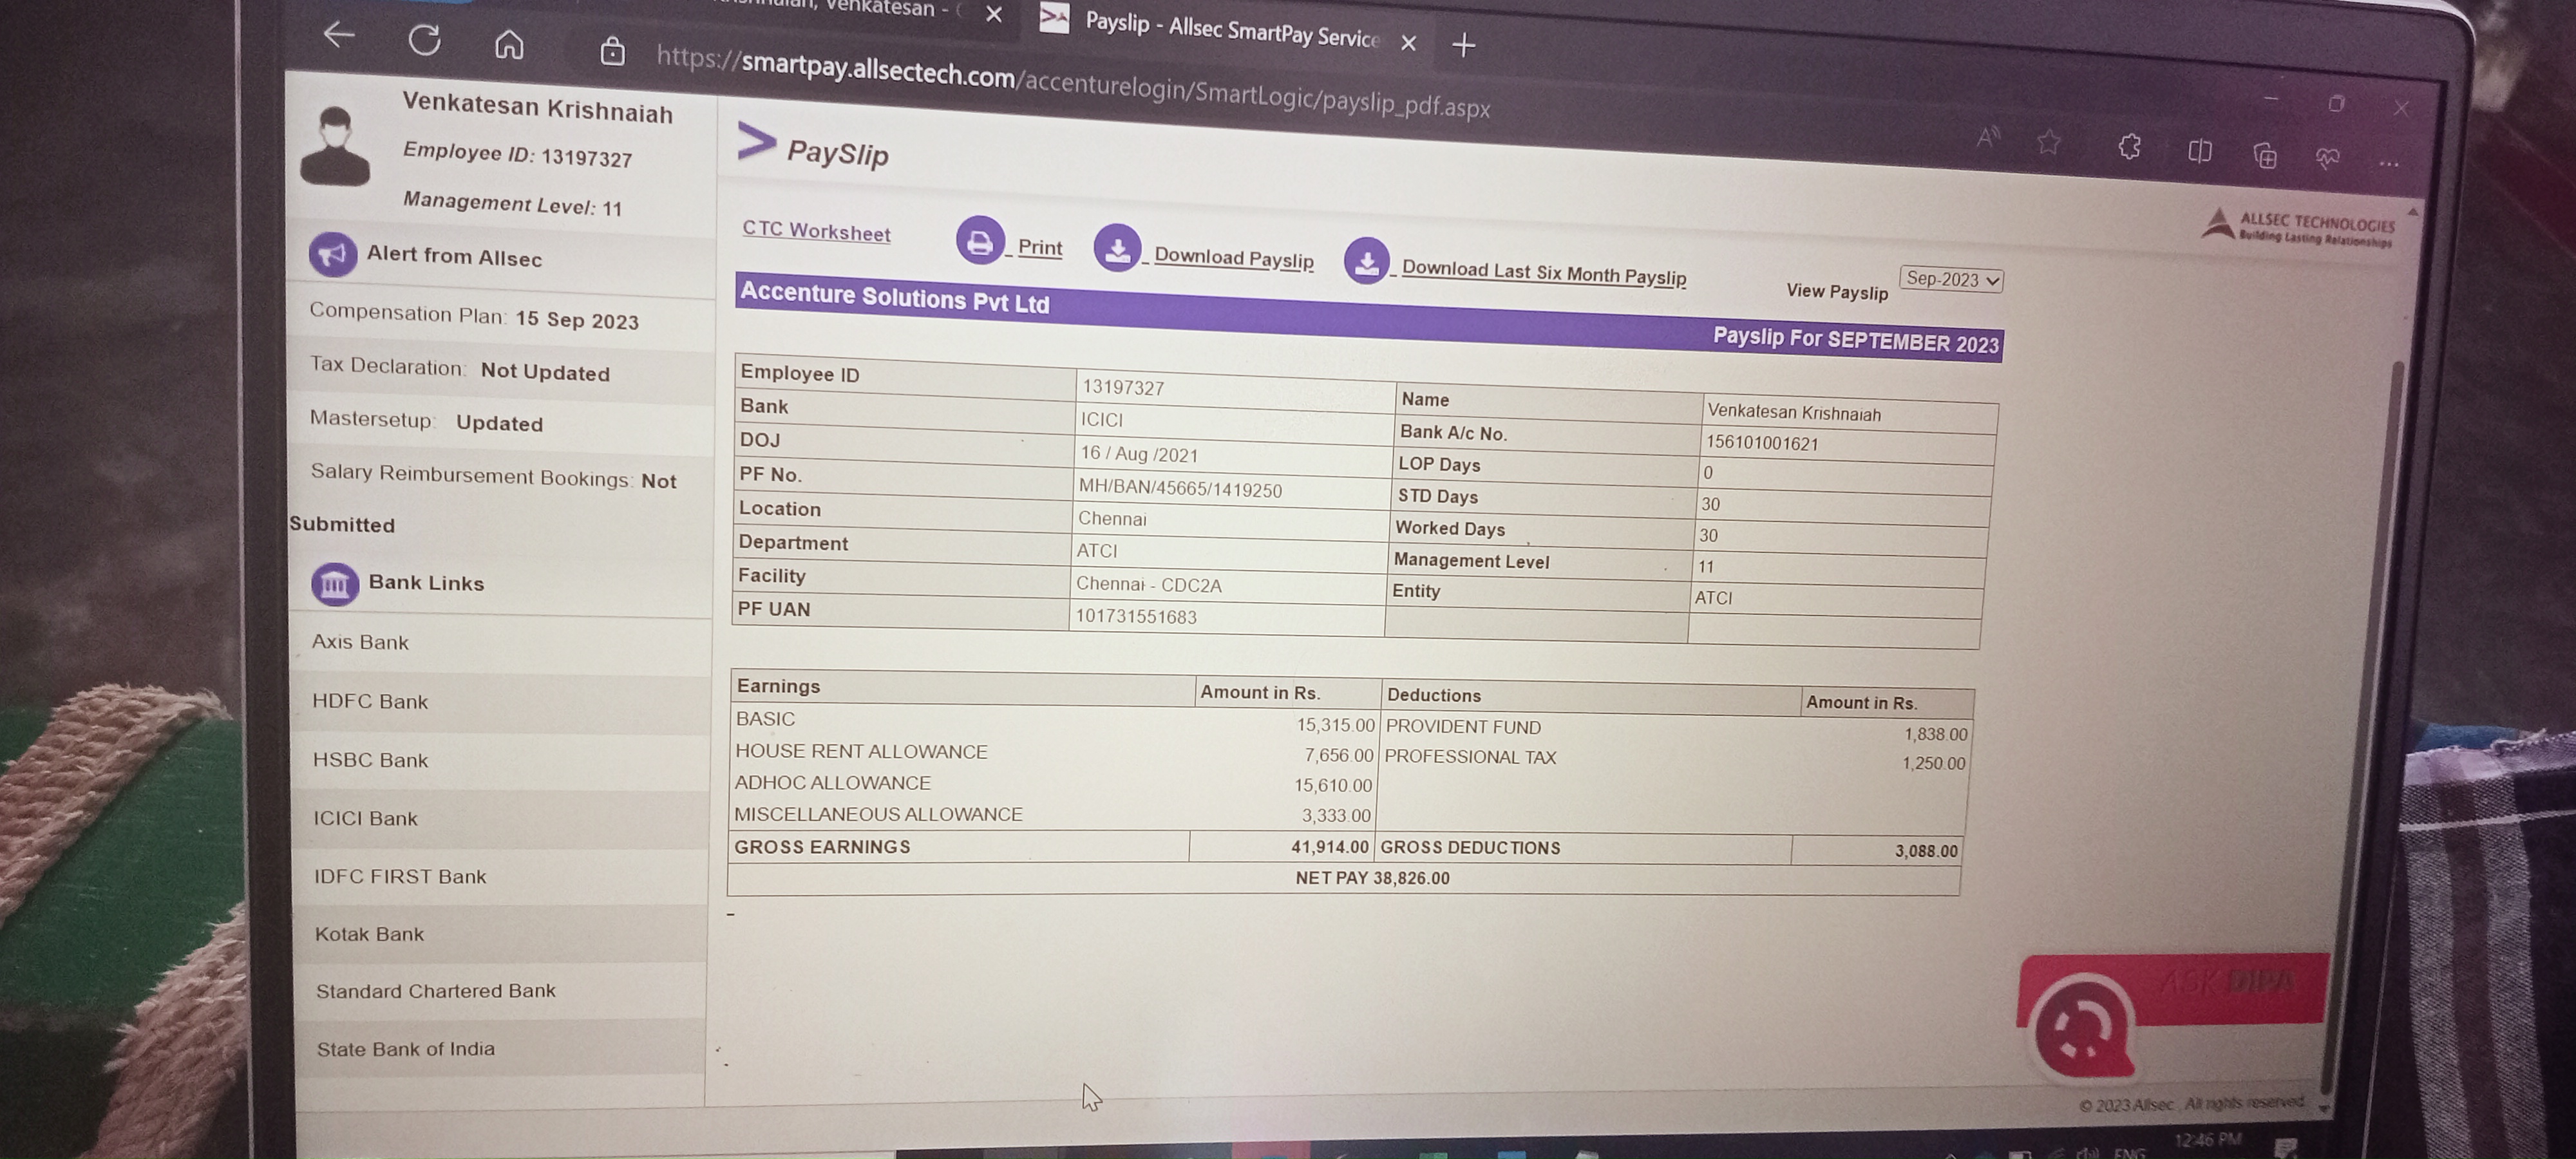 Venkatesan -
Payslip - Allsec SmartPay Service
https://smartpay.allsectech.com/accenturelogin/SmartLogic/payslip_pdf.aspx
Venkatesan Krishnaiah
Employee ID: 13197327
Management Level: 11
Alert from Allsec
Compensation Plan: 15 Sep 2023
Tax Declaration: Not Updated
Mastersetup: Updated
Salary Reimbursement Bookings: Not
Submitted
Bank Links
Axis Bank
HDFC Bank
HSBC Bank
ICICI Bank
IDFC FIRST Bank
Kotak Bank
Standard Chartered Bank
State Bank of India
PaySlip
ALLSEC TECHNOLOGIES
Building Lasting Relationships
CTC Worksheet Print Download Payslip Download Last Six Month Payslip View Payslip Sep-2023
Accenture Solutions Pvt Ltd Payslip For SEPTEMBER 2023
Employee ID 13197327 Name Venkatesan Krishnaiah
Bank ICICI Bank A/c No. 156101001621
DOJ 16 / Aug /2021 LOP Days 0
PF No. MH/BAN/45665/1419250 STD Days 30
Location Chennai Worked Days 30
Department ATCI Management Level 11
Facility Chennai - CDC2A Entity ATCI
PF UAN 101731551683
Earnings Amount in Rs. Deductions Amount in Rs.
BASIC 15,315.00 PROVIDENT FUND 1,838.00
HOUSE RENT ALLOWANCE 7,656.00 PROFESSIONAL TAX 1,250.00
ADHOC ALLOWANCE 15,610.00
MISCELLANEOUS ALLOWANCE 3,333.00
GROSS EARNINGS 41,914.00 GROSS DEDUCTIONS 3,088.00
NET PAY 38,826.00
ASK DIPA
© 2023 Allsec . All rights reserved
12:46 PM
ENG